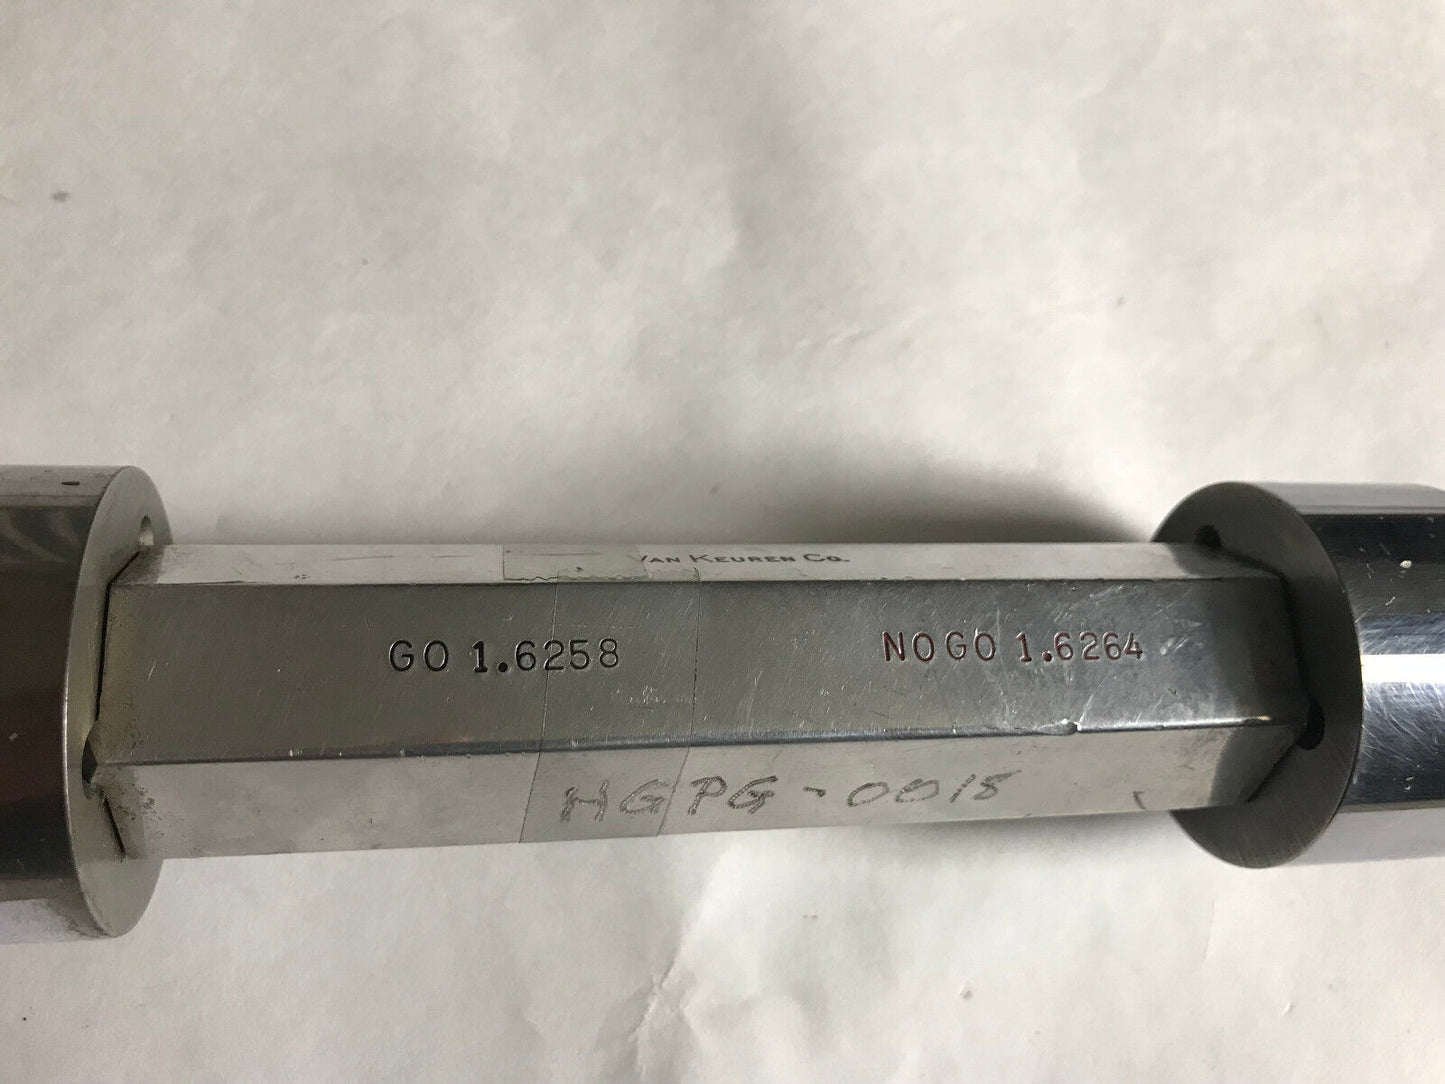 Van Keuren Co.
GO 1.6258 NOGO 1.6264
HGPG-0018